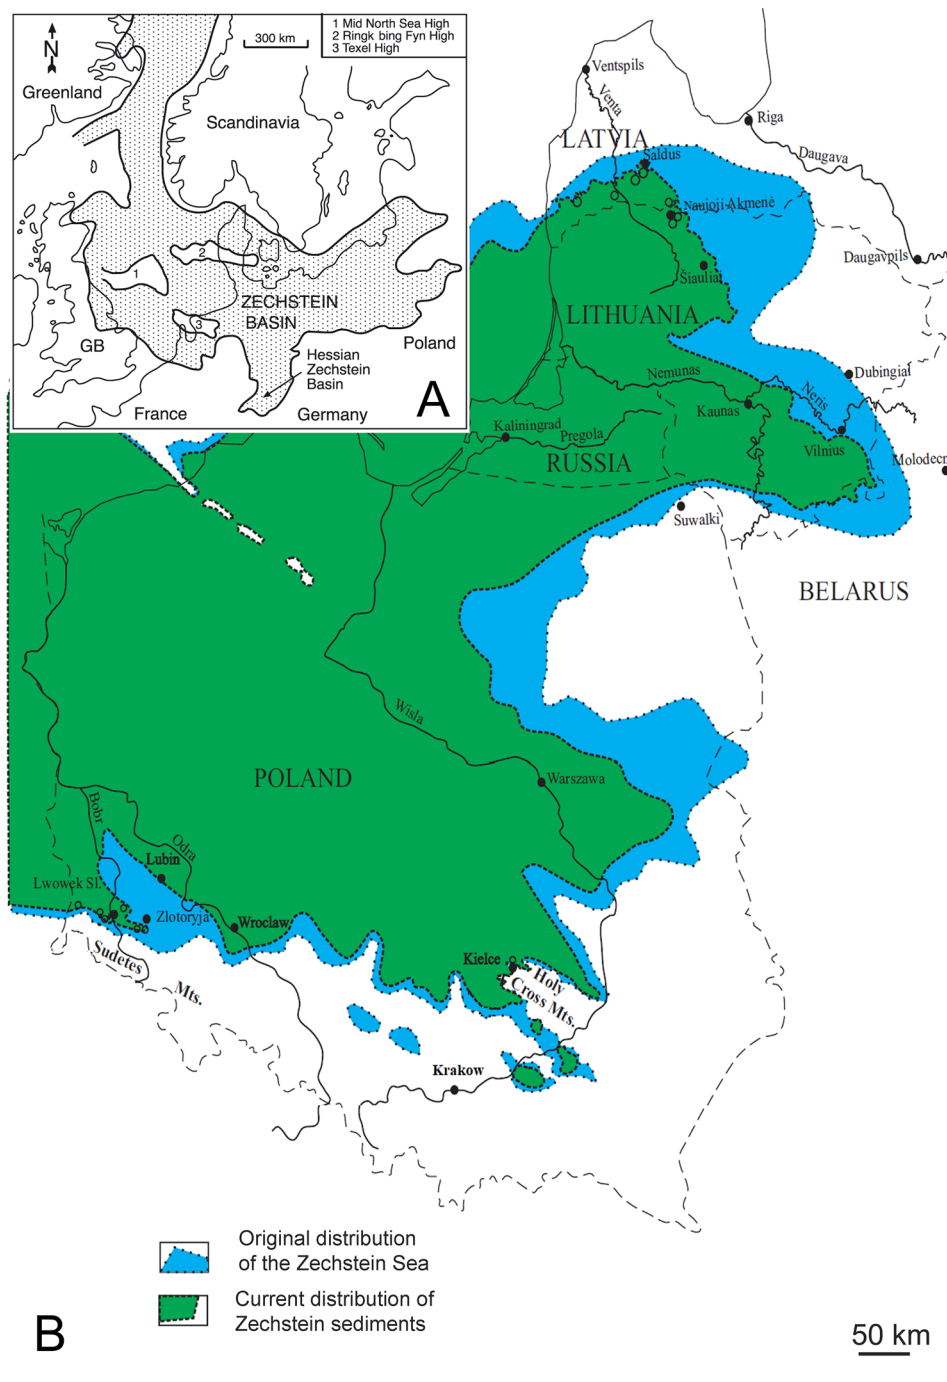 1 Mid North Sea High
2 Ringk bing Fyn High
3 Texel High
300 km
N
Greenland
Scandinavia
1
2
3
ZECHSTEIN
BASIN
GB
Poland
Hessian
Zechstein
Basin
France
Germany
A
Ventspils
Venta
Riga
LATVIA
Saldus
Daugava
Naujoji Akmenė
Daugavpils
Šiauliai
LITHUANIA
Nemunas
Dubingiai
Neris
Kaunas
Kaliningrad
Pregola
Vilnius
RUSSIA
Molodecn
Suwalki
BELARUS
Wisla
POLAND
Warszawa
Bobr
Odra
Lubin
Lwowek Sl.
Zlotoryja
Wroclaw
Sudetes
Mts.
Kielce
Holy
Cross Mts.
Krakow
Original distribution
of the Zechstein Sea
Current distribution of
Zechstein sediments
B
50 km